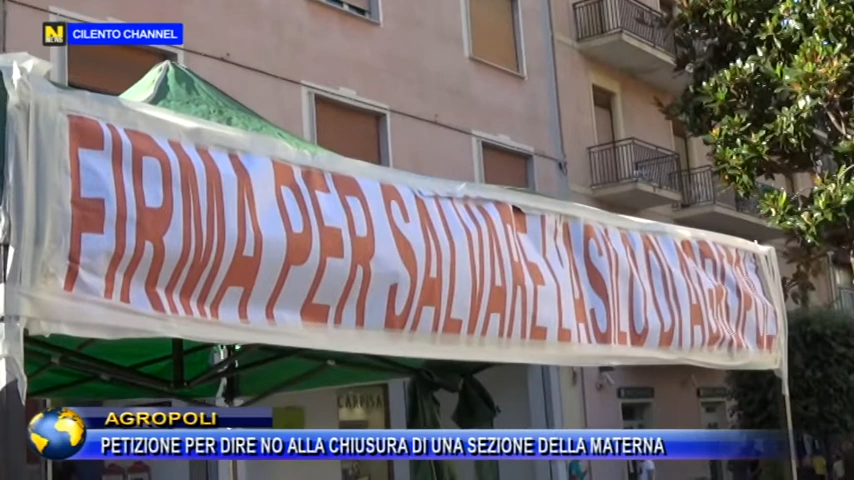 N
CILENTO CHANNEL
FIRMA PER SALVARE L'ASILO DI AGROPOLI
CARPISA
AGROPOLI
PETIZIONE PER DIRE NO ALLA CHIUSURA DI UNA SEZIONE DELLA MATERNA